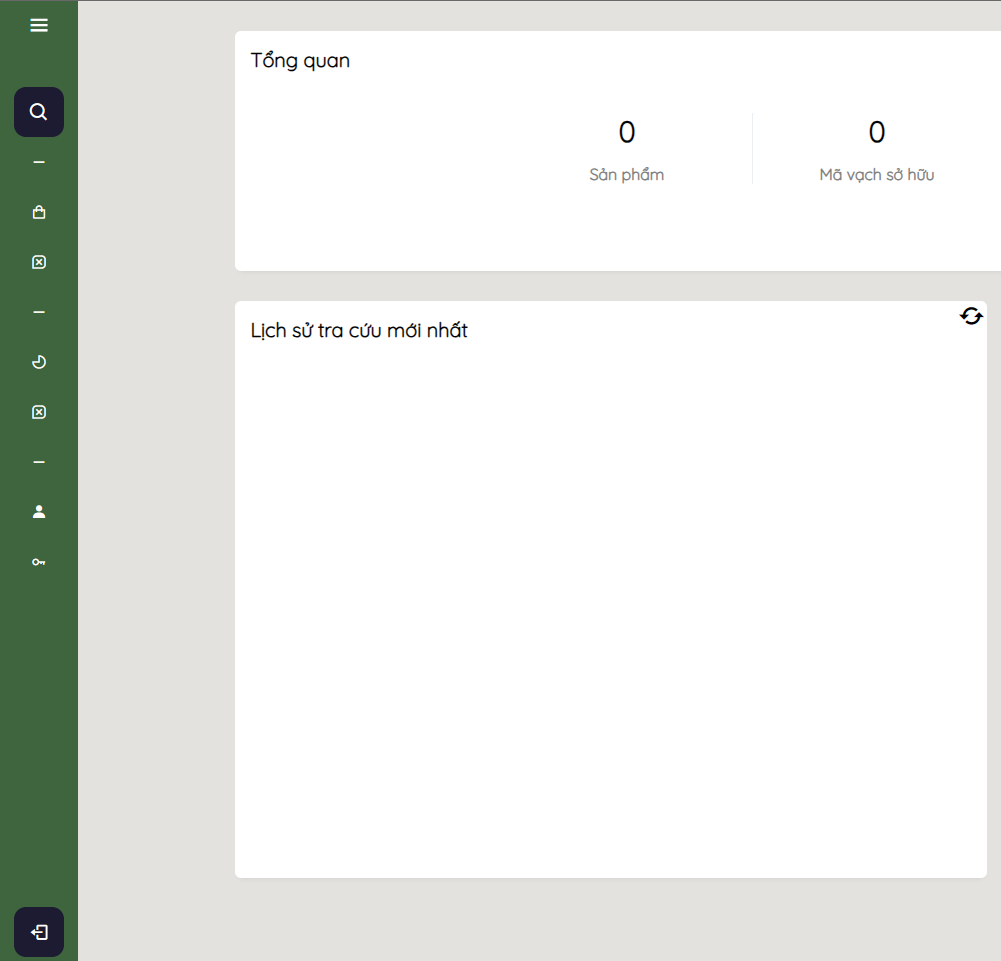 Tổng quan
0
Sản phẩm
0
Mã vạch sở hữu
Lịch sử tra cứu mới nhất